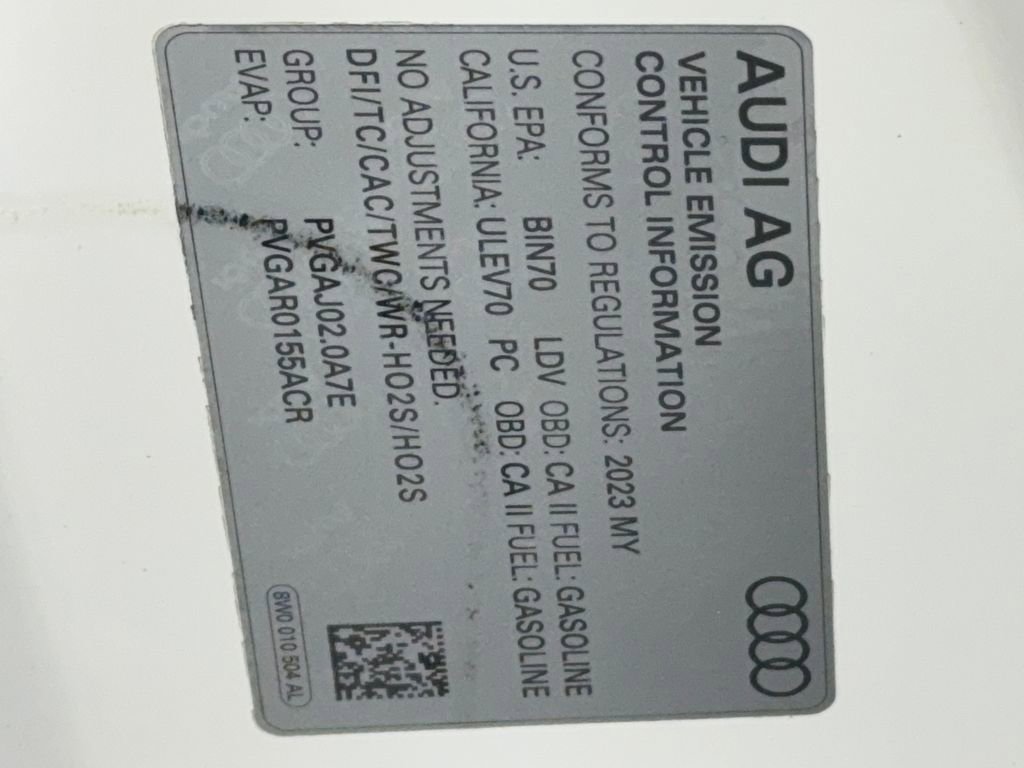 AUDI AG
VEHICLE EMISSION
CONTROL INFORMATION
CONFORMS TO REGULATIONS: 2023 MY
U.S. EPA: BIN70 LDV OBD: CA II FUEL: GASOLINE
CALIFORNIA: ULEV70 PC OBD: CA II FUEL: GASOLINE
NO ADJUSTMENTS NEEDED.
DFI/TC/CAC/TWC/WR-HO2S/HO2S
GROUP: PVGAJ02.0A7E
EVAP: PVGAR0155ACR
8W0 010 504 AL